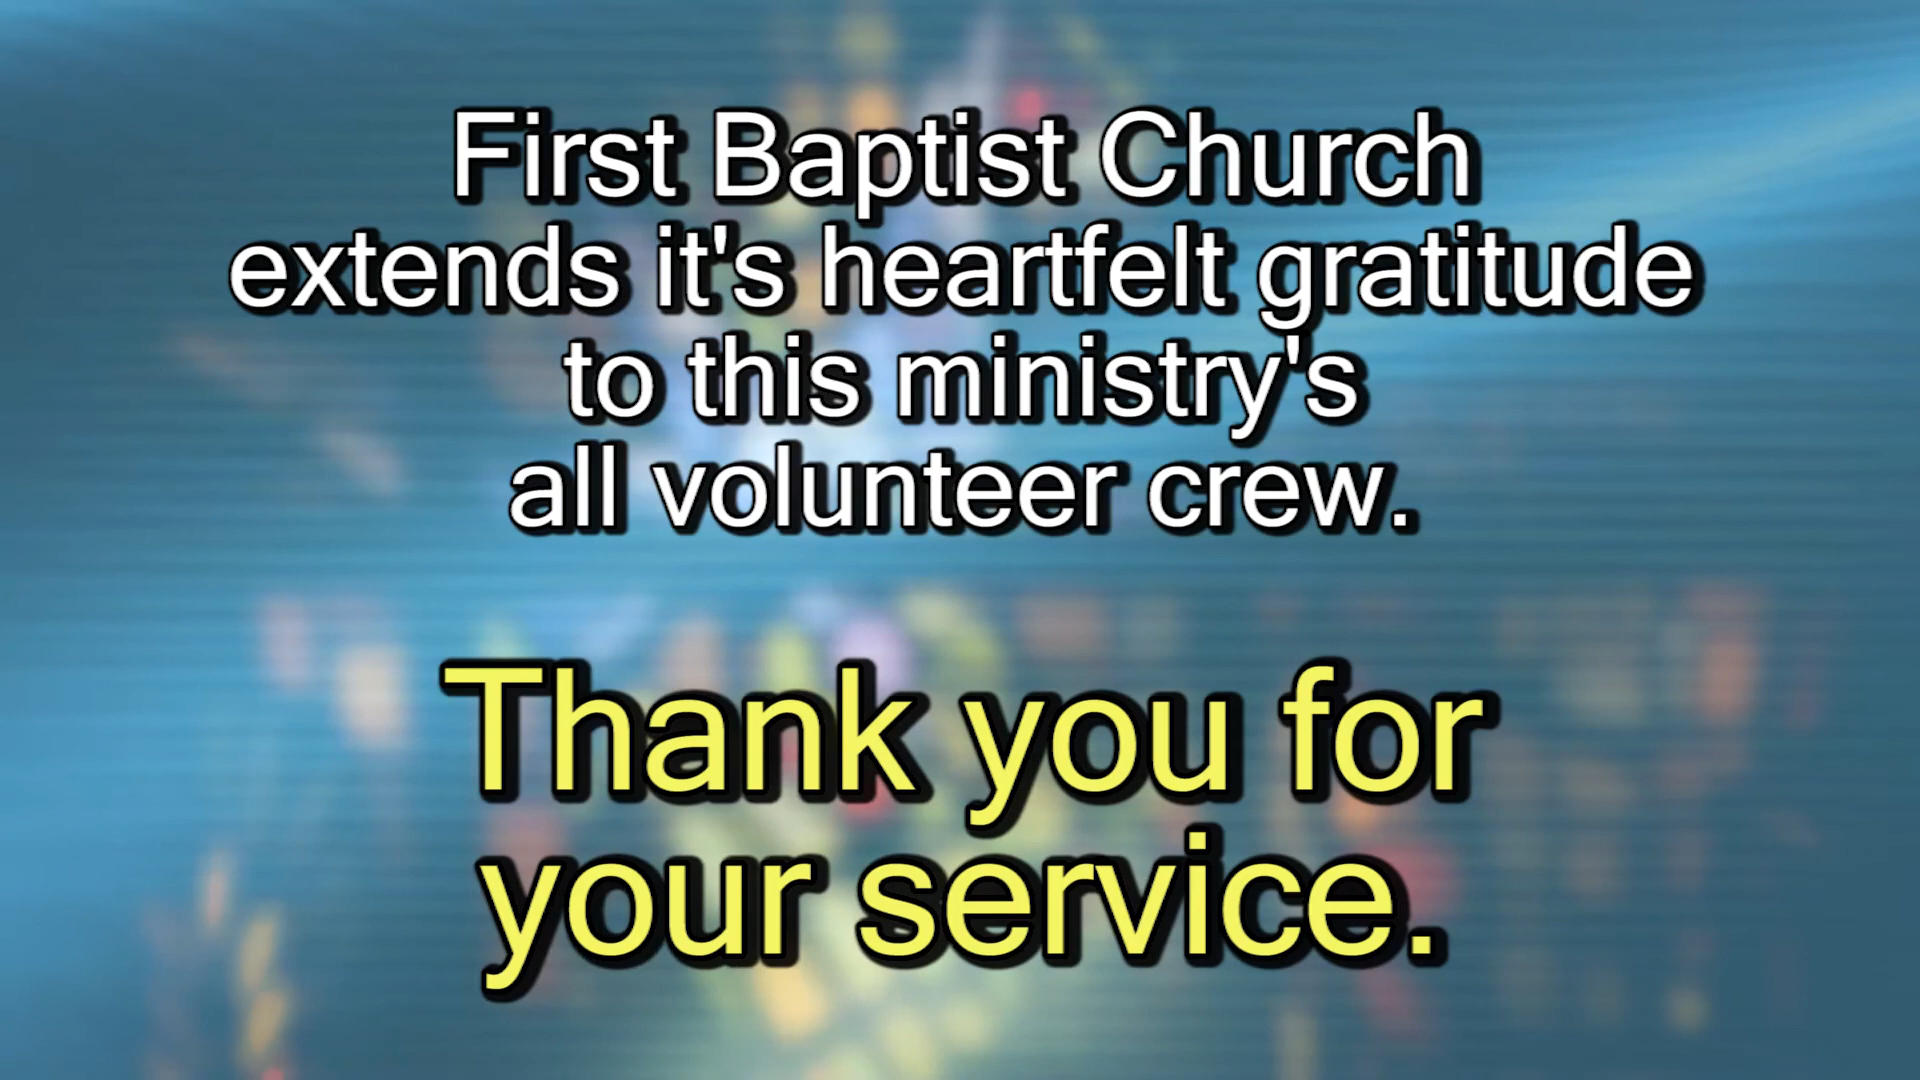 First Baptist Church
extends it's heartfelt gratitude
to this ministry's
all volunteer crew.
Thank you for
your service.